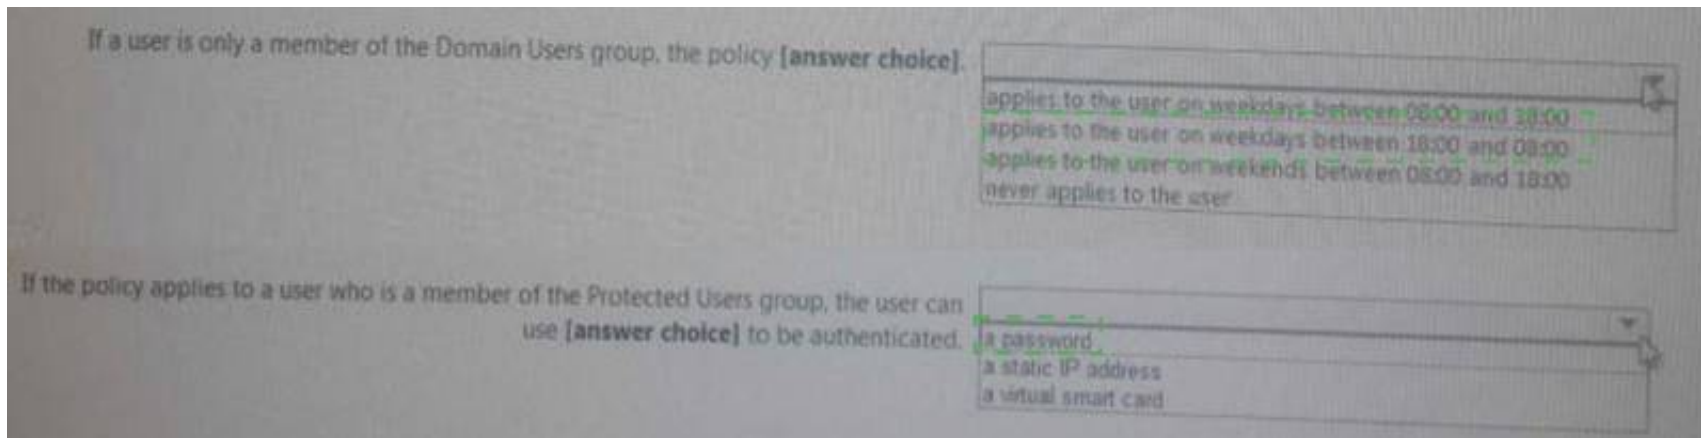 If a user is only a member of the Domain Users group, the policy [answer choice].
applies to the user on weekdays between 08:00 and 18:00
applies to the user on weekdays between 18:00 and 08:00
applies to the user on weekends between 08:00 and 18:00
never applies to the user
If the policy applies to a user who is a member of the Protected Users group, the user can
use [answer choice] to be authenticated.
a password
a static IP address
a virtual smart card